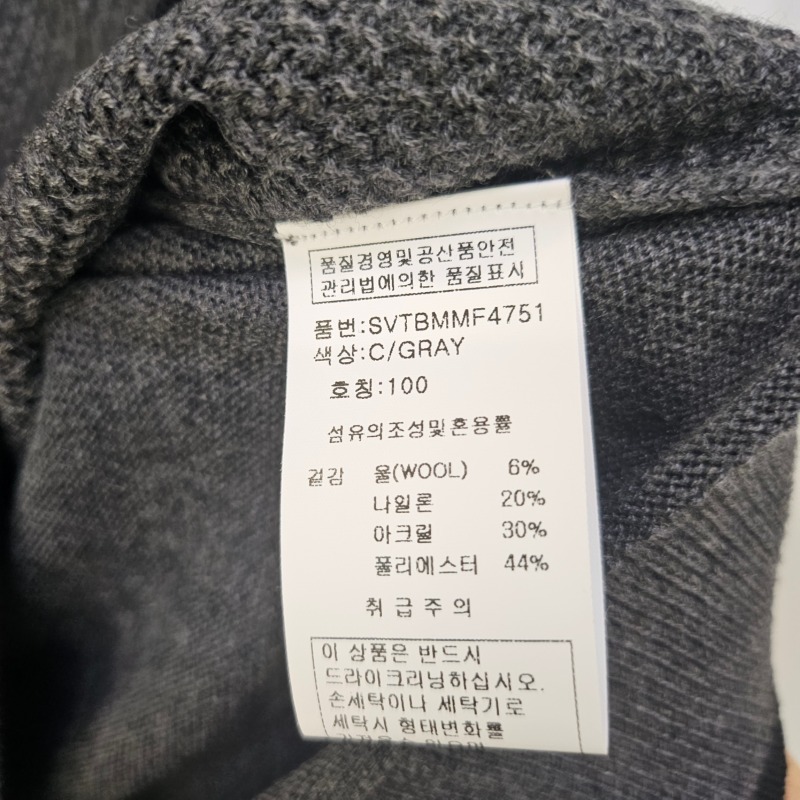 품질경영및공산품안전
관리법에의한 품질표시
품번:SVTBMMF4751
색상:C/GRAY
호칭:100
섬유의조성및혼용률
겉감 울(WOOL) 6%
나일론 20%
아크릴 30%
폴리에스터 44%
취급주의
이 상품은 반드시
드라이크리닝하십시오.
손세탁이나 세탁기로
세탁시 형태변화률